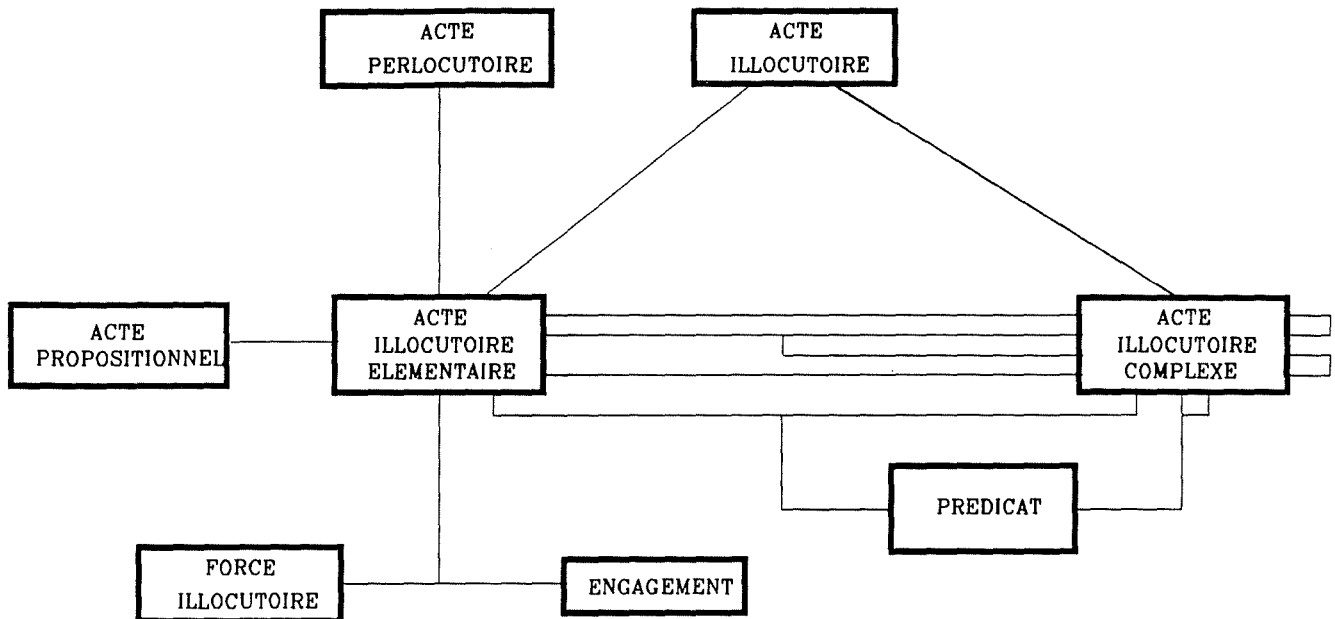 ACTE
PERLOCUTOIRE
ACTE
ILLOCUTOIRE
ACTE
PROPOSITIONNEL
ACTE
ILLOCUTOIRE
ELEMENTAIRE
ACTE
ILLOCUTOIRE
COMPLEXE
PREDICAT
FORCE
ILLOCUTOIRE
ENGAGEMENT